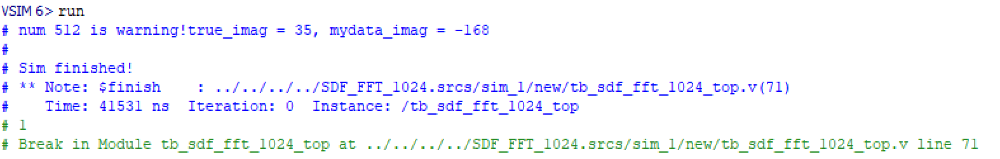 VSIM 6> run
# num 512 is warning!true_imag = 35, mydata_imag = -168
#
# Sim finished!
# ** Note: $finish    : ../../../../SDF_FFT_1024.srcs/sim_1/new/tb_sdf_fft_1024_top.v(71)
#    Time: 41531 ns  Iteration: 0  Instance: /tb_sdf_fft_1024_top
# 1
# Break in Module tb_sdf_fft_1024_top at ../../../../SDF_FFT_1024.srcs/sim_1/new/tb_sdf_fft_1024_top.v line 71